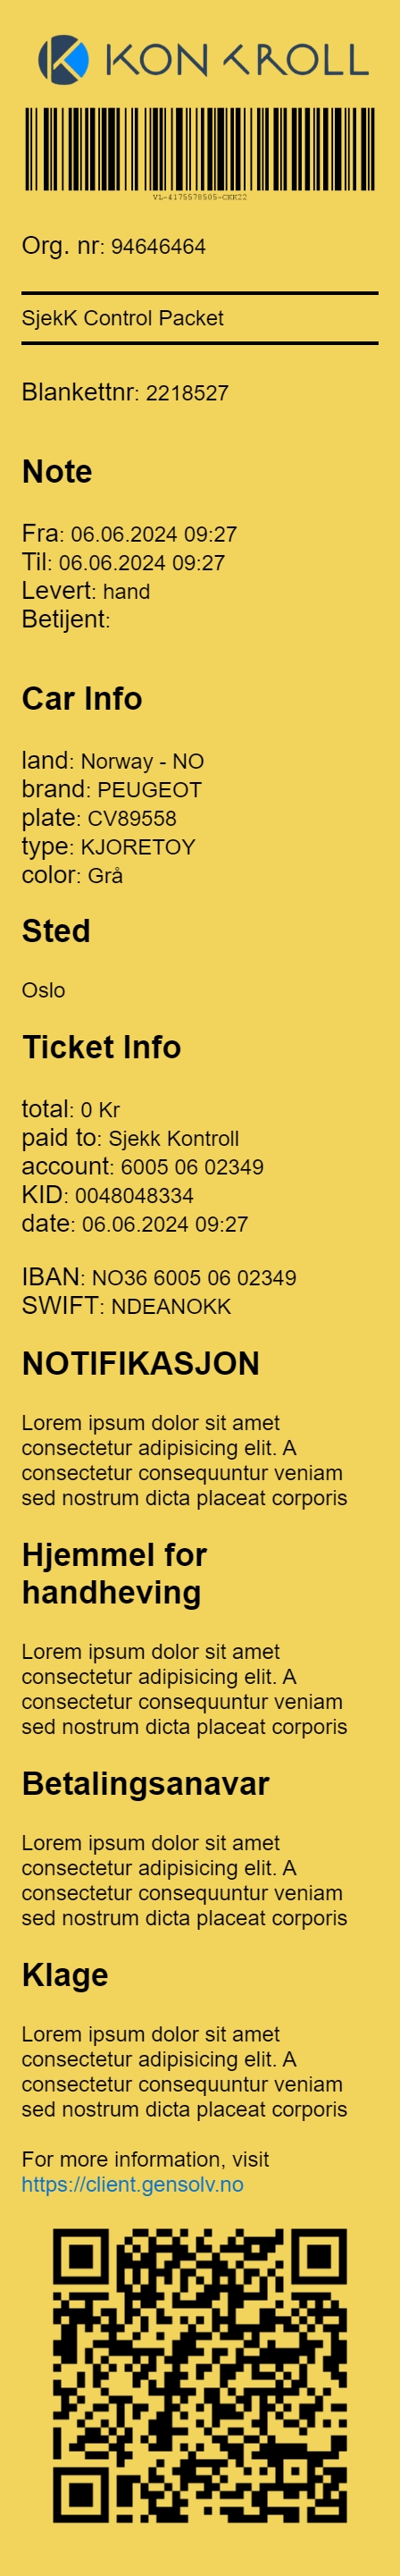 KONTROLL
VL-4175578505-CKK22
Org. nr: 94646464
SjekK Control Packet
Blankettnr: 2218527
Note
Fra: 06.06.2024 09:27
Til: 06.06.2024 09:27
Levert: hand
Betijent:
Car Info
land: Norway - NO
brand: PEUGEOT
plate: CV89558
type: KJORETOY
color: Grå
Sted
Oslo
Ticket Info
total: 0 Kr
paid to: Sjekk Kontroll
account: 6005 06 02349
KID: 0048048334
date: 06.06.2024 09:27
IBAN: NO36 6005 06 02349
SWIFT: NDEANOKK
NOTIFIKASJON
Lorem ipsum dolor sit amet
consectetur adipisicing elit. A
consectetur consequuntur veniam
sed nostrum dicta placeat corporis
Hjemmel for
handheving
Lorem ipsum dolor sit amet
consectetur adipisicing elit. A
consectetur consequuntur veniam
sed nostrum dicta placeat corporis
Betalingsanavar
Lorem ipsum dolor sit amet
consectetur adipisicing elit. A
consectetur consequuntur veniam
sed nostrum dicta placeat corporis
Klage
Lorem ipsum dolor sit amet
consectetur adipisicing elit. A
consectetur consequuntur veniam
sed nostrum dicta placeat corporis
For more information, visit
https://client.gensolv.no